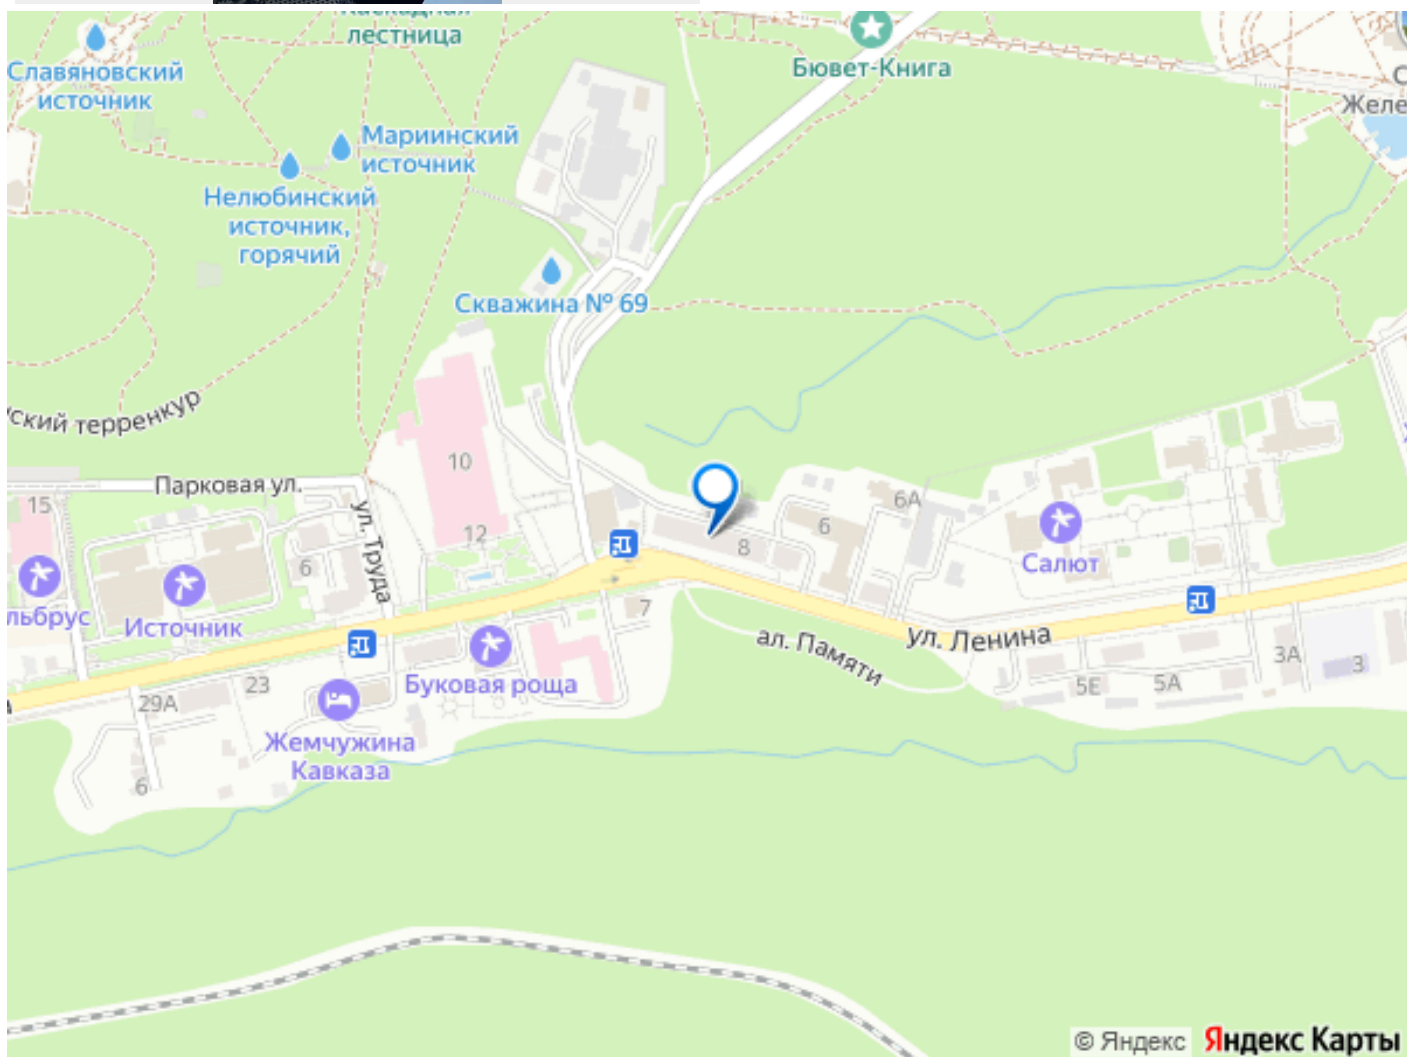 лестница
Бювет-Книга
Славяновский
источник
Желе
Мариинский
источник
Нелюбинский
источник,
горячий
Скважина № 69
ский терренкур
Парковая ул.
ул. Труда
15
10
12
6
8
6
6А
7
Салют
льбрус
Источник
Буковая роща
ал. Памяти
ул. Ленина
3А
3
5Е
5А
23
29А
Жемчужина
Кавказа
6
© Яндекс Яндекс Карты